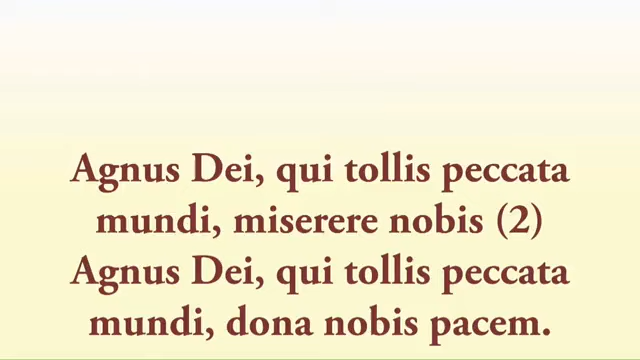 Agnus Dei, qui tollis peccata
mundi, miserere nobis (2)
Agnus Dei, qui tollis peccata
mundi, dona nobis pacem.